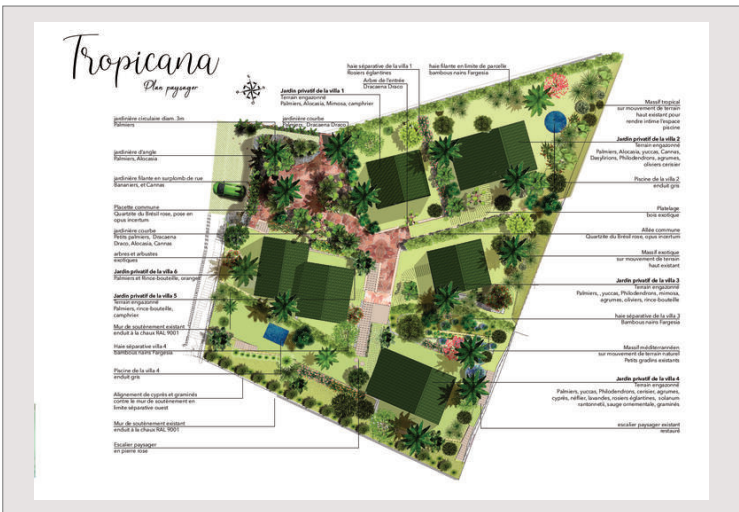 Tropicana
Plan paysager
haie séparative de la villa 1
Rosiers églantines
Arbre de l'entrée
Dracaena Draco
haie filante en limite de parcelle
bambous nains Fargesia
Jardin privatif de la villa 1
Terrain engazonné
Palmiers, Alocasia, Mimosa, camphrier
jardinière circulaire diam. 3m
Palmiers
jardinière courbe
Palmiers, Dracaena Draco
jardinière d'angle
Palmiers, Alocasia
jardinière filante en surplomb de rue
Bananiers, et Cannas
Placette commune
Quartzite du Brésil rose, pose en
opus incertum
jardinière courbe
Petits palmiers, Dracaena
Draco, Alocasia, Cannas
arbres et arbustes
exotiques
Jardin privatif de la villa 6
Palmiers et Rince-bouteille, oranger
Jardin privatif de la villa 5
Terrain engazonné
Palmiers, rince-bouteille,
camphrier
Mur de soutènement existant
enduit à la chaux RAL 9001
Haie séparative villa 4
bambous nains Fargesia
Piscine de la villa 4
enduit gris
Alignement de cyprès et graminés
contre le mur de soutènement en
limite séparative ouest
Mur de soutènement existant
enduit à la chaux RAL 9001
Escalier paysager
en pierre rose
Massif tropical
sur mouvement de terrain
haut existant pour
rendre intime l'espace
piscine
Jardin privatif de la villa 2
Terrain engazonné
Palmiers, Alocasia, yuccas, Cannas,
Dasylirions, Philodendrons, agrumes,
oliviers cerisier
Piscine de la villa 2
enduit gris
Platelage
bois exotique
Allée commune
Quartzite du Brésil rose, opus incertum
Massif exotique
sur mouvement de terrain
haut existant
Jardin privatif de la villa 3
Terrain engazonné
Palmiers, , yuccas, Philodendrons, mimosa,
agrumes, oliviers, rince bouteille
haie séparative de la villa 3
Bambous nains Fargesia
Massif méditerranéen
sur mouvement de terrain naturel
Petits gradins existants
Jardin privatif de la villa 4
Terrain engazonné
Palmiers, yuccas, Philodendrons, cerisier, agrumes,
cyprès, néflier, lavandes, rosiers églantines, solanum
rantonnetii, sauge ornementale, graminés
escalier paysager existant
restauré